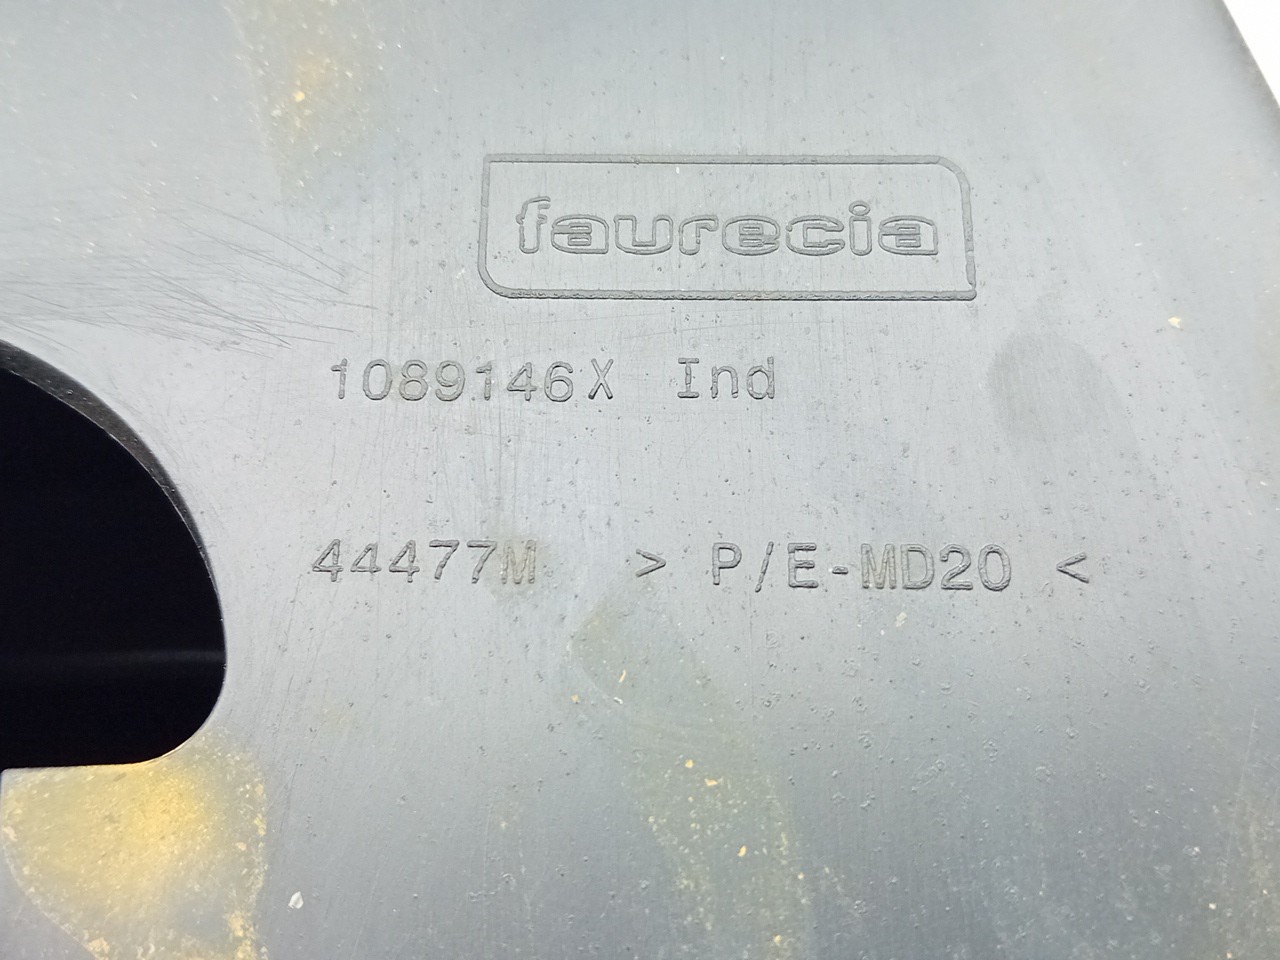 faurecia
1089146X Ind
44477M > P/E-MD20 <